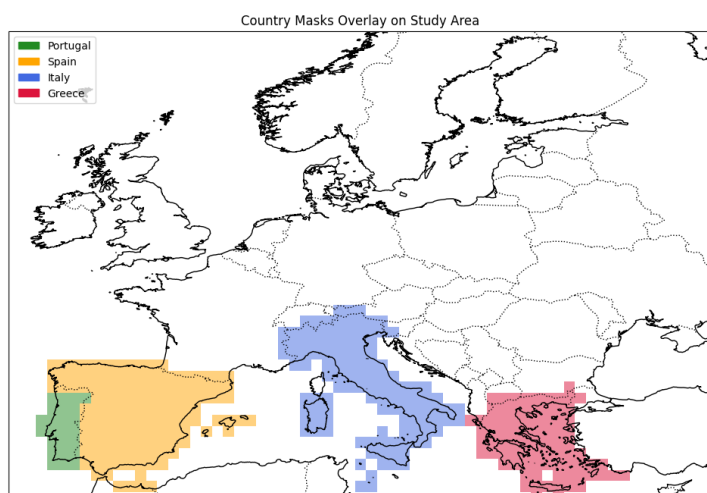 Country Masks Overlay on Study Area
Portugal
Spain
Italy
Greece